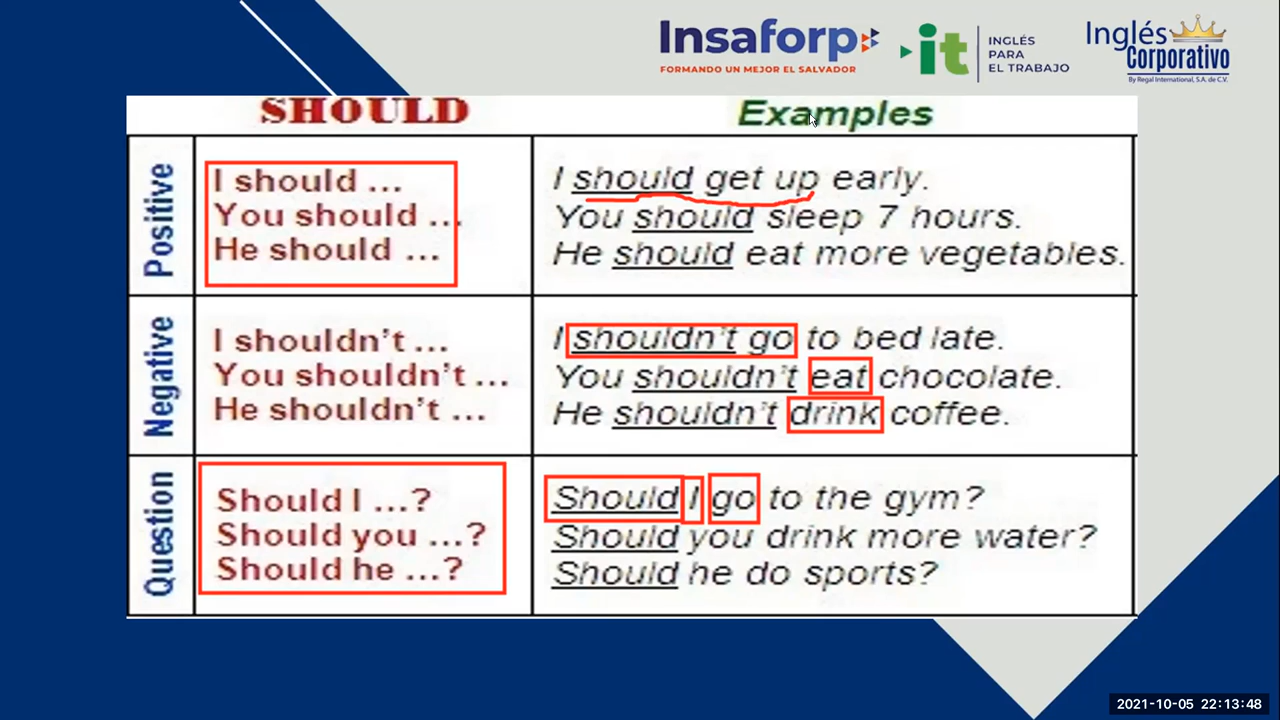 Insaforp
FORMANDO UN MEJOR EL SALVADOR
it
INGLÉS
PARA
EL TRABAJO
Inglés
Corporativo
By Regal International, S.A. de C.V.
SHOULD
Examples
Positive
I should ...
You should ...
He should ...
I should get up early.
You should sleep 7 hours.
He should eat more vegetables.
Negative
I shouldn't ...
You shouldn't ...
He shouldn't ...
I shouldn't go to bed late.
You shouldn't eat chocolate.
He shouldn't drink coffee.
Question
Should I ...?
Should you ...?
Should he ...?
Should I go to the gym?
Should you drink more water?
Should he do sports?
2021-10-05 22:13:48